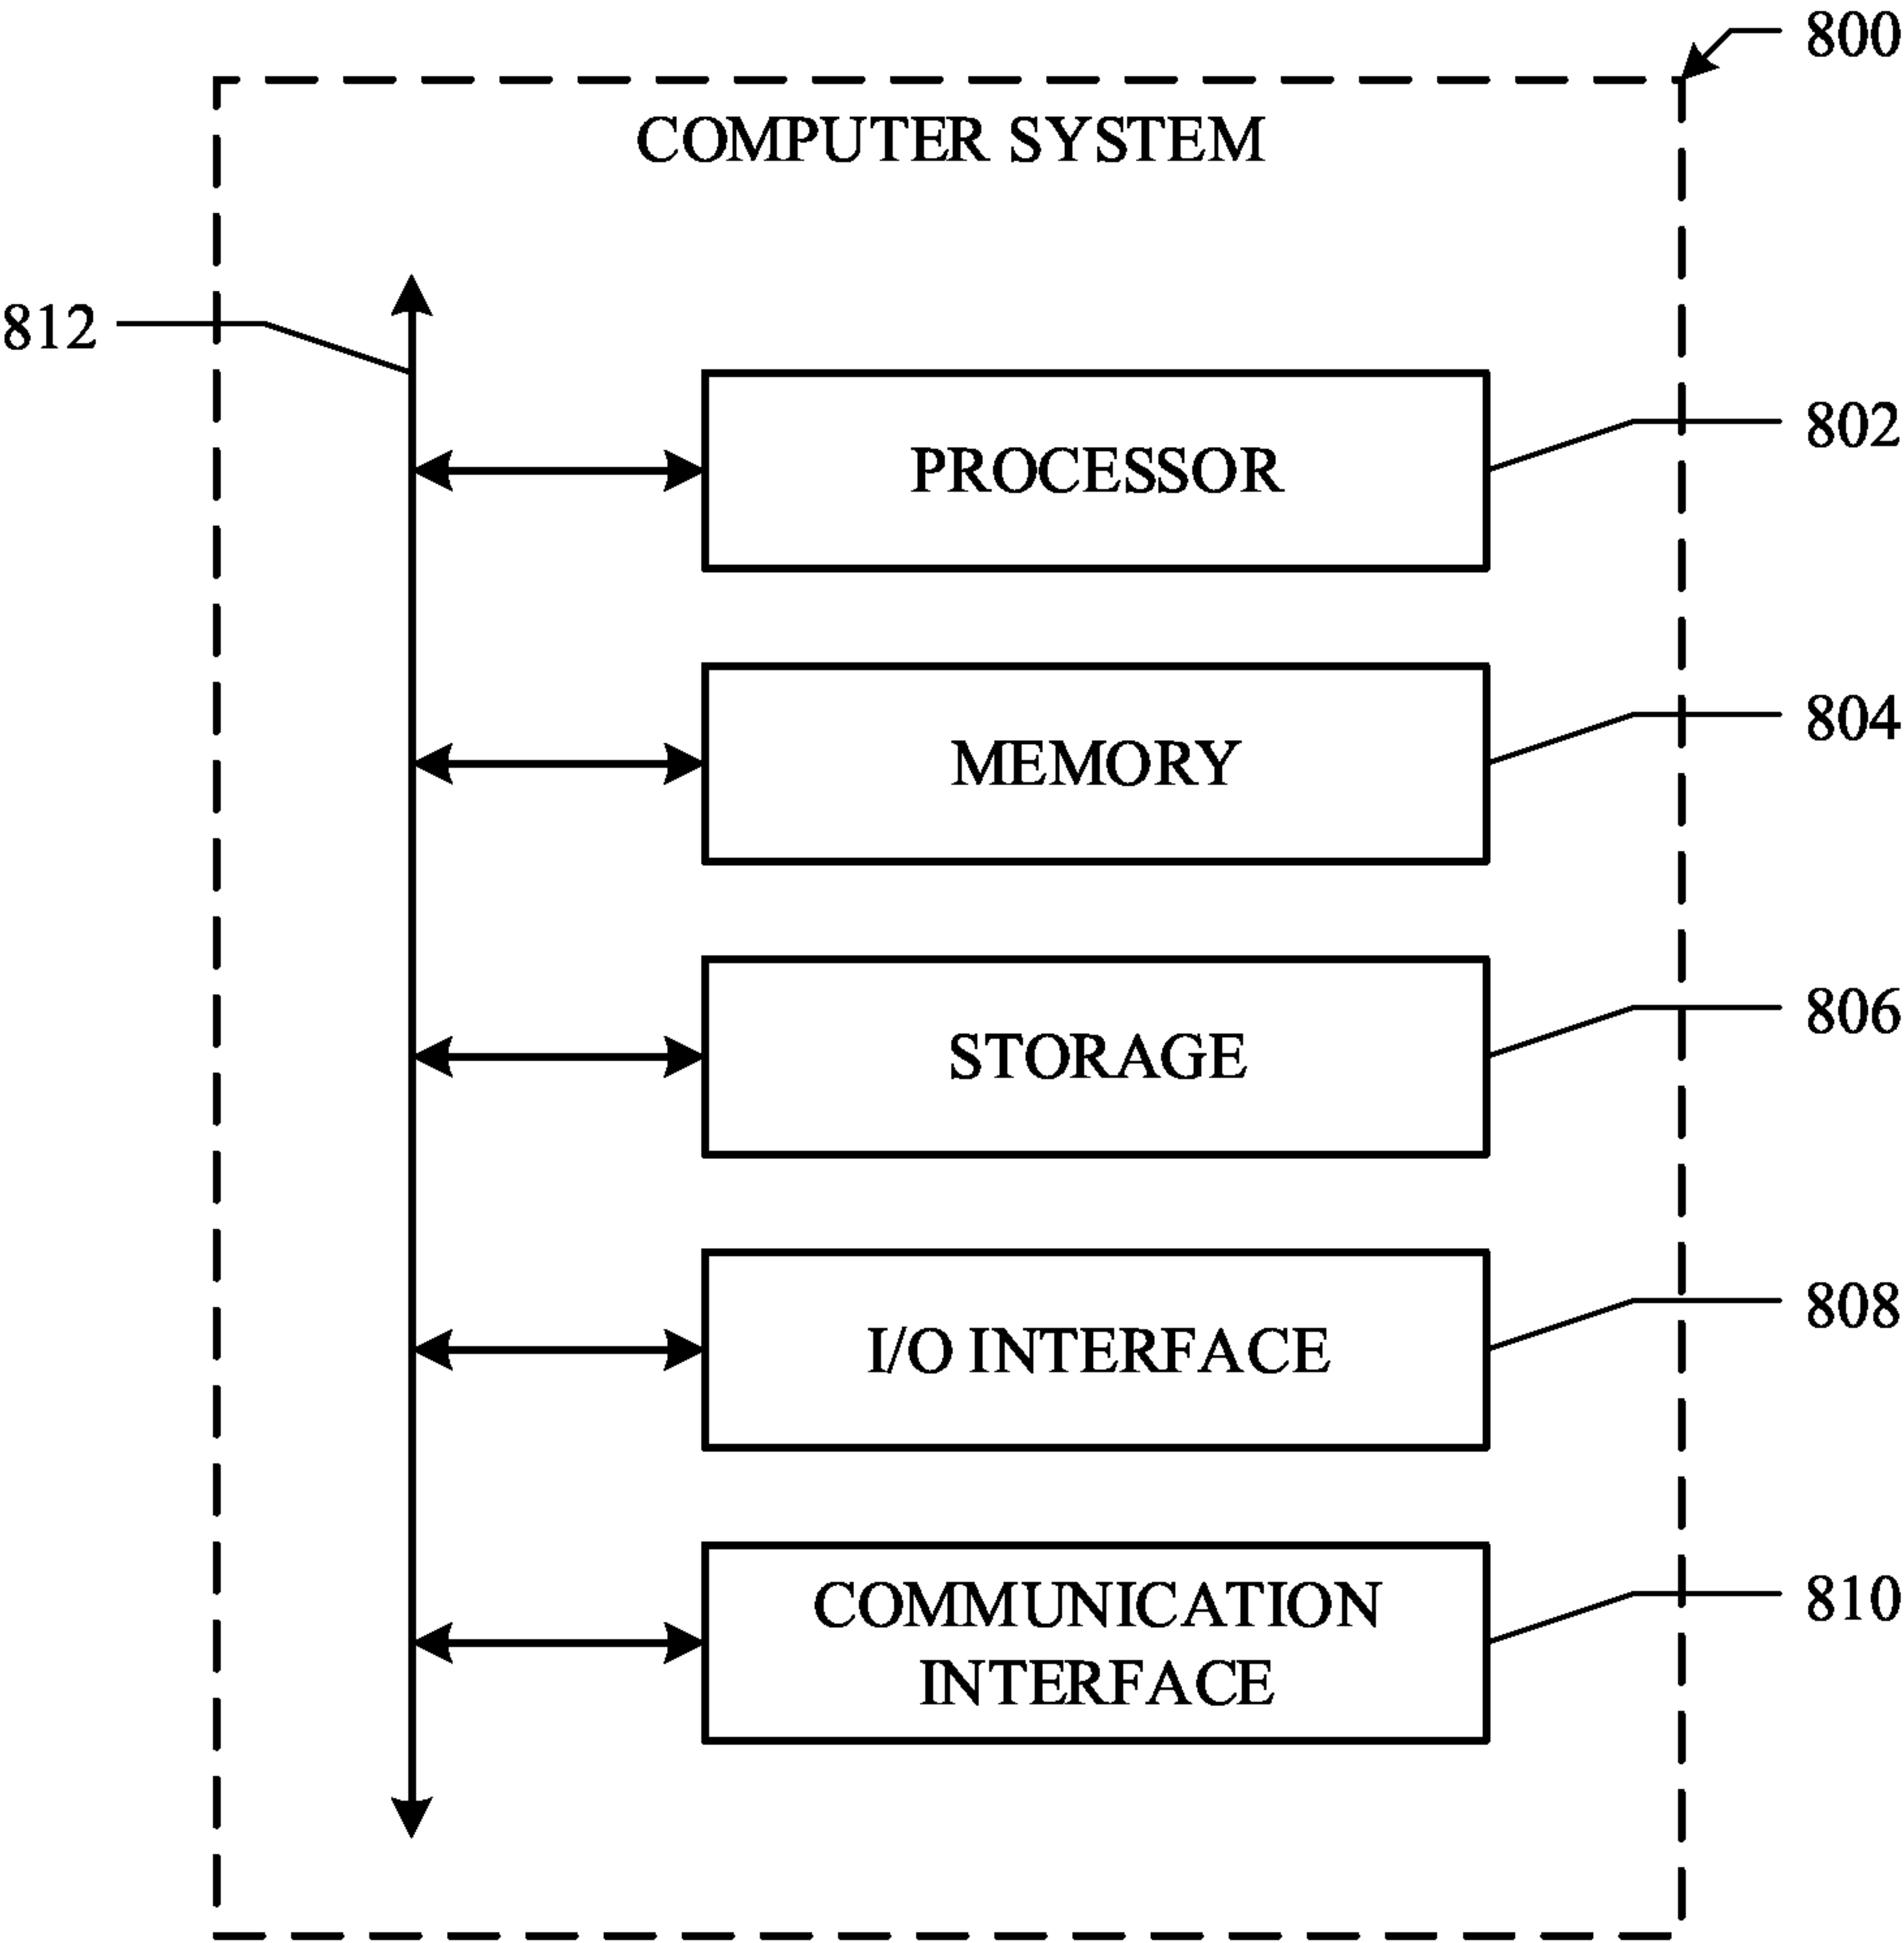 800
COMPUTER SYSTEM
812
802
PROCESSOR
804
MEMORY
806
STORAGE
808
I/O INTERFACE
810
COMMUNICATION
INTERFACE